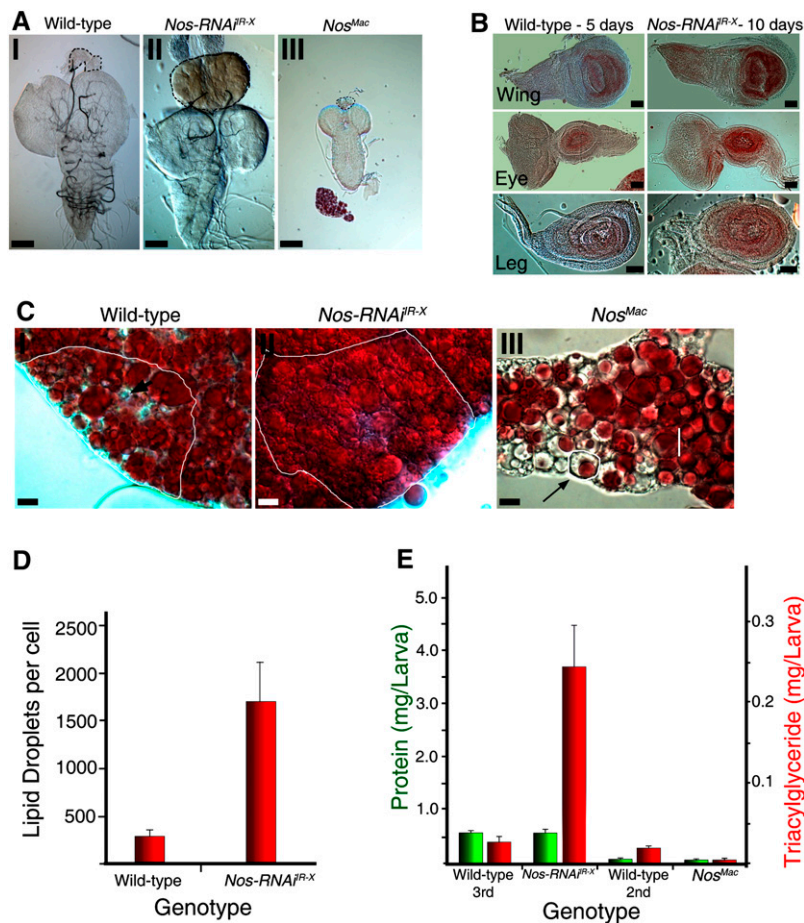 A
Wild-type
Nos-RNAi^IR-X
Nos^Mac
I
II
III
B
Wild-type - 5 days
Nos-RNAi^IR-X- 10 days
Wing
Eye
Leg
C
Wild-type
Nos-RNAi^IR-X
Nos^Mac
I
II
III
D
Lipid Droplets per cell
2500
2000
1500
1000
500
Wild-type
Nos-RNAi^IR-X
Genotype
E
Protein (mg/Larva)
5.0
4.0
3.0
2.0
1.0
0.3
0.2
0.1
0
Triacylglyceride (mg/Larva)
Wild-type
3rd
Nos-RNAi^IR-X
Wild-type
2nd
Nos^Mac
Genotype